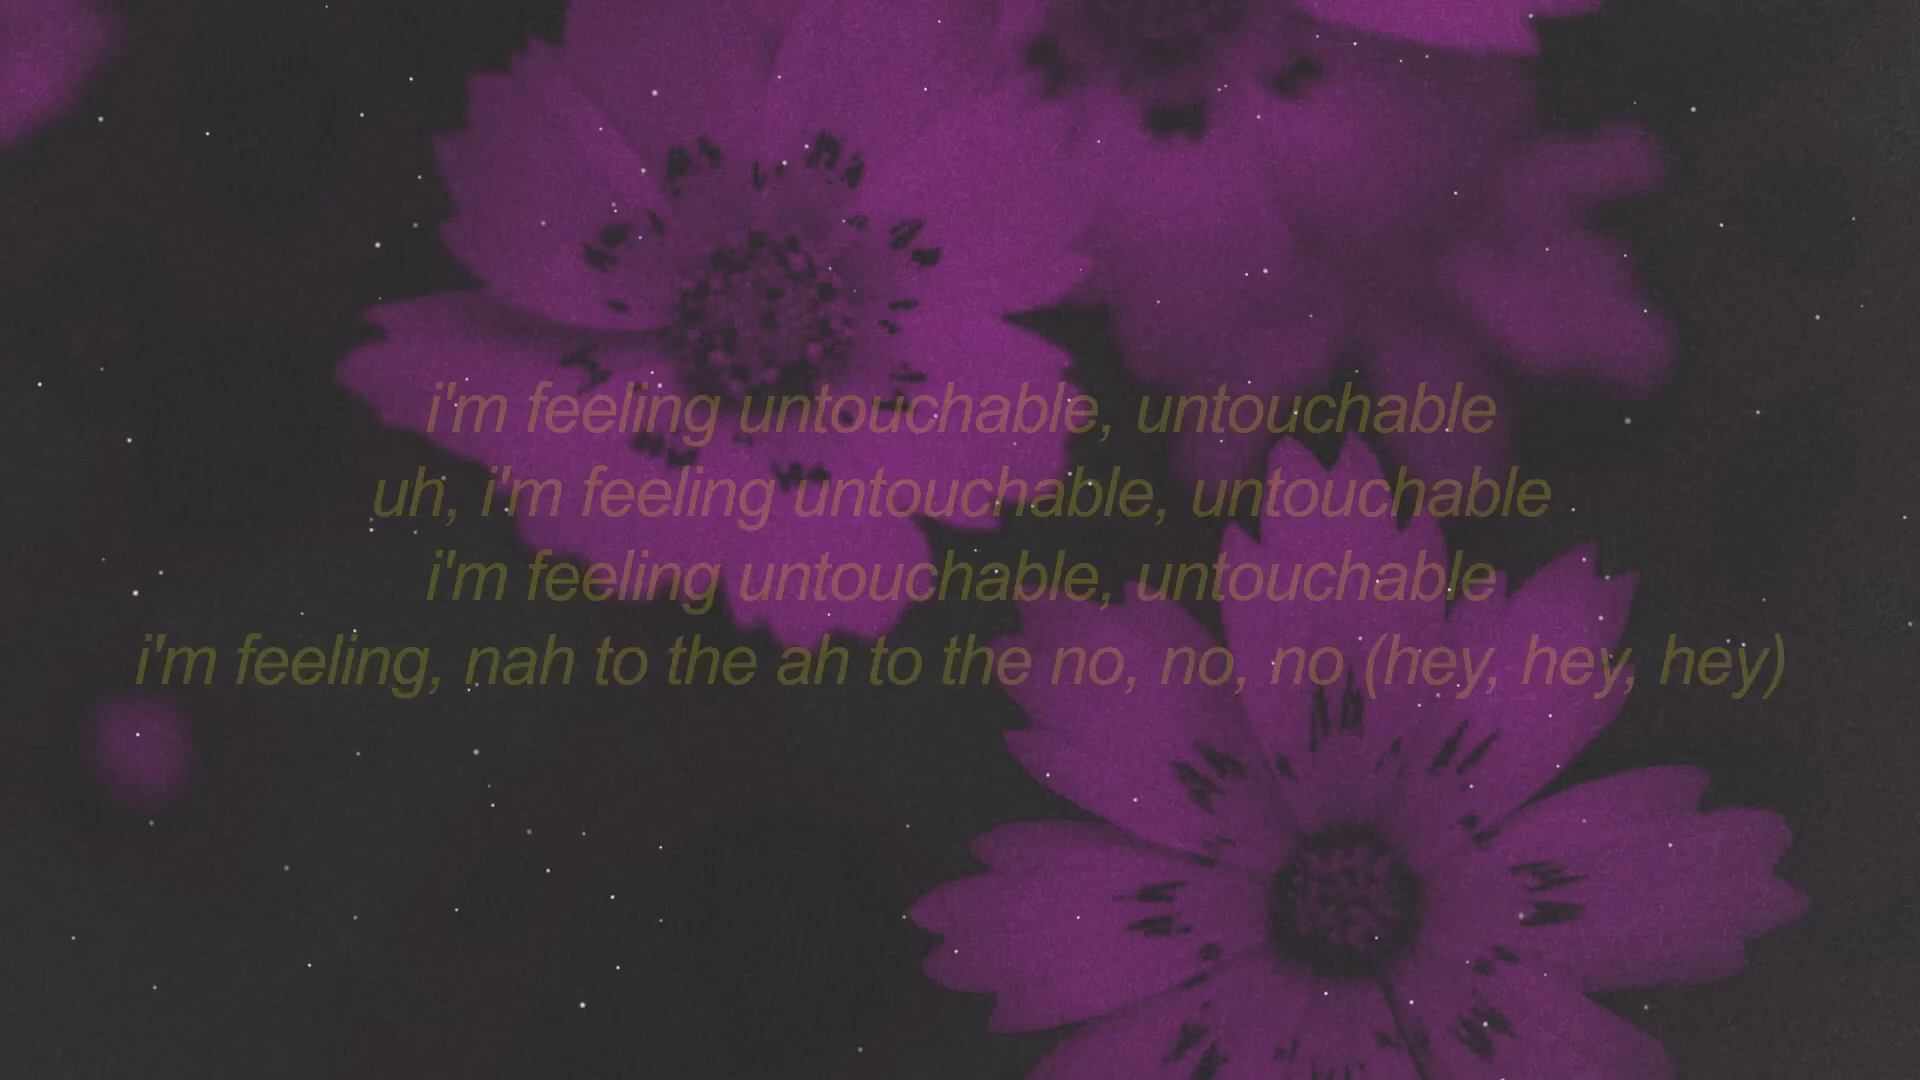 i'm feeling untouchable, untouchable
uh, i'm feeling untouchable, untouchable
i'm feeling untouchable, untouchable
i'm feeling, nah to the ah to the no, no, no (hey, hey, hey)